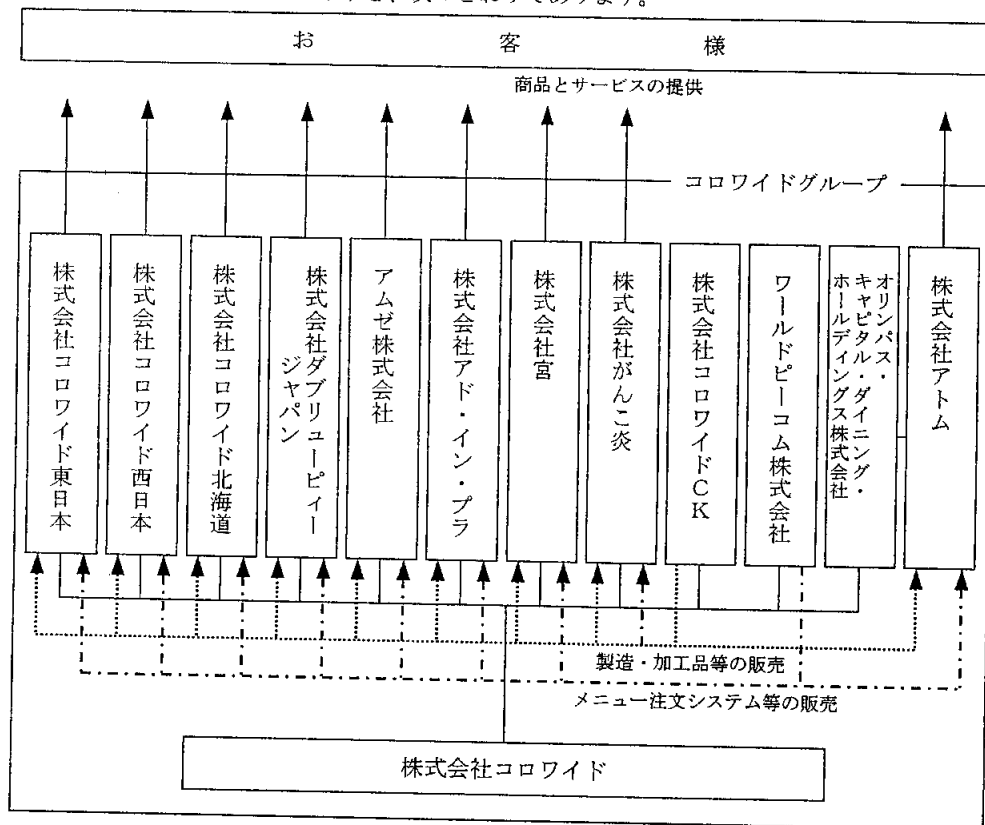 次のとおりであります。
お客様
商品とサービスの提供
コロワイドグループ
株式会社コロワイド東日本
株式会社コロワイド西日本
株式会社コロワイド北海道
株式会社ダブリューピィー
ジャパン
アムゼ株式会社
株式会社アド・イン・プラ
株式会社宮
株式会社がんこ炎
株式会社コロワイドCK
ワールドピーコム株式会社
オリンパス・
キャピタル・ダイニング・
ホールディングス株式会社
株式会社アトム
製造・加工品等の販売
メニュー注文システム等の販売
株式会社コロワイド